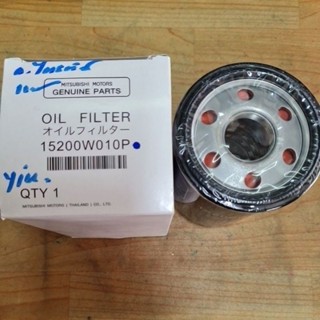 MITSUBISHI MOTORS
GENUINE PARTS
OIL FILTER
オイルフィルター
15200W010P
QTY 1
MITSUBISHI MOTORS ( THAILAND ) CO., LTD.